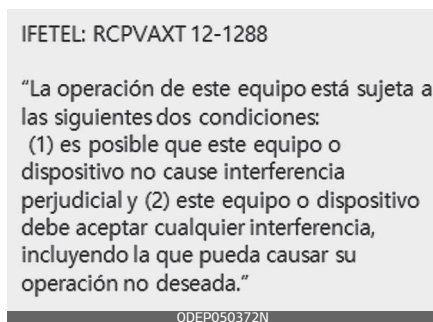 IFETEL: RCPVAXT 12-1288
“La operación de este equipo está sujeta a
las siguientes dos condiciones:
(1) es posible que este equipo o
dispositivo no cause interferencia
perjudicial y (2) este equipo o dispositivo
debe aceptar cualquier interferencia,
incluyendo la que pueda causar su
operación no deseada.”
ODEP050372N